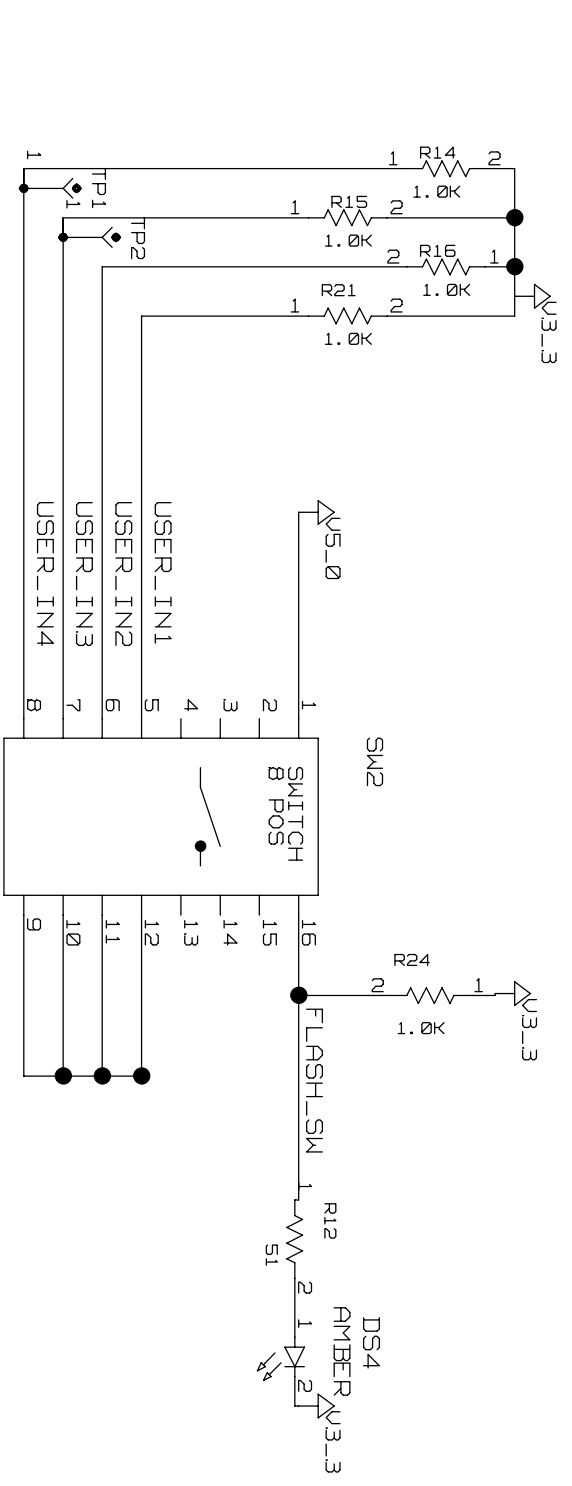 1 R14 2
1.0K
TP1
1
1 R15 2
1.0K
TP2
2 R16 1
1.0K
V3_3
R21
1 2
1.0K
V5_0
USER_IN4
USER_IN3
USER_IN2
USER_IN1
8 7 6 5 4 3 2 1
SW2
SWITCH
8 POS
9 10 11 12 13 14 15 16
R24
2 1
1.0K
V3_3
FLASH_SW
1
R12
51
2
1
DS4
AMBER
2
V3_3
1